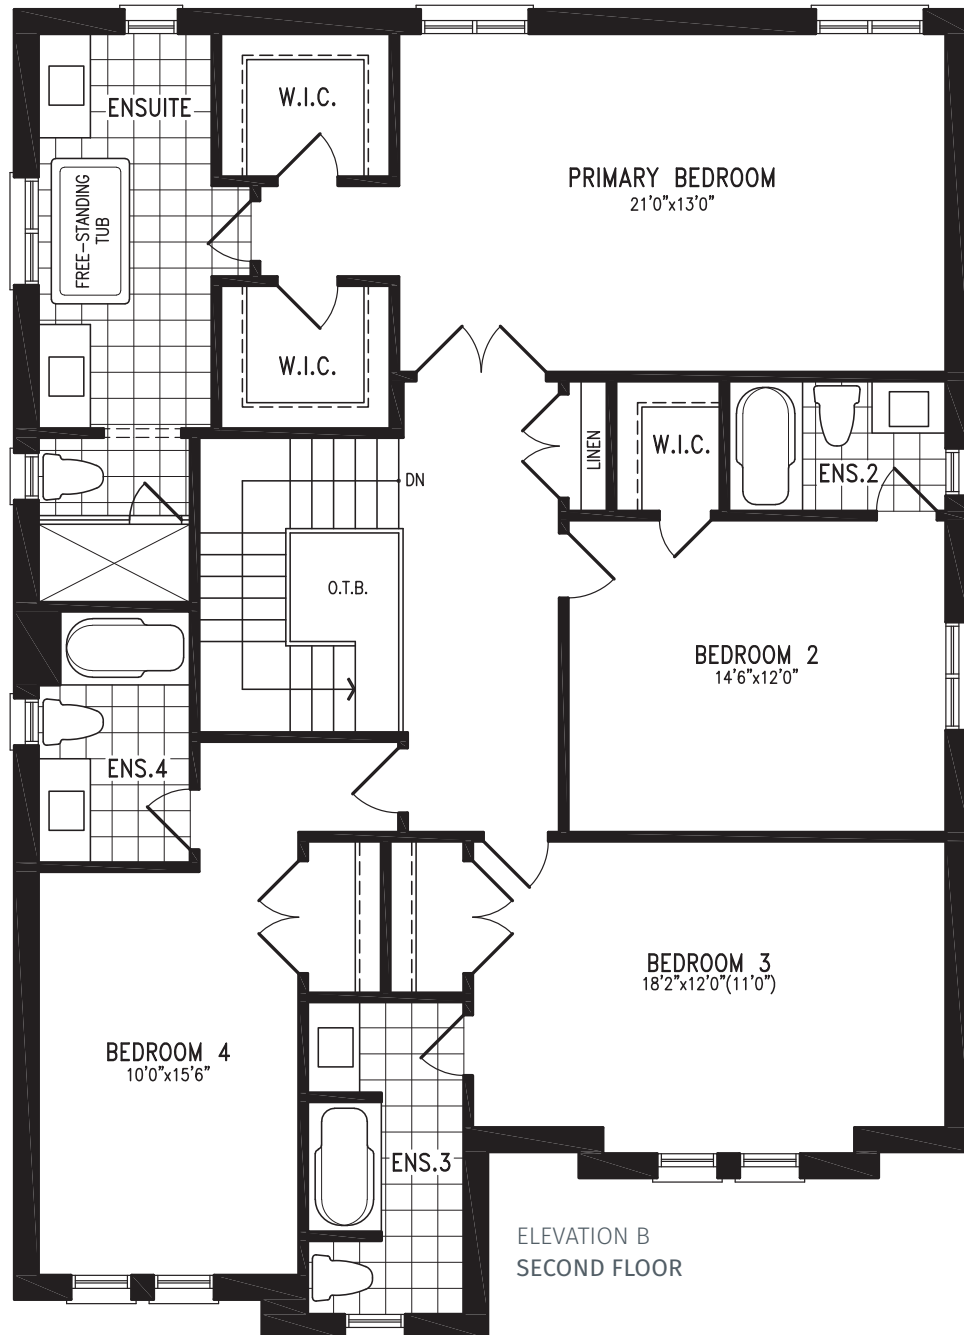 ENSUITE
W.I.C.
PRIMARY BEDROOM
21'0"x13'0"
FREE-STANDING
TUB
W.I.C.
LINEN
W.I.C.
ENS.2
DN
O.T.B.
BEDROOM 2
14'6"x12'0"
ENS.4
BEDROOM 3
18'2"x12'0"(11'0")
BEDROOM 4
10'0"x15'6"
ENS.3
ELEVATION B
SECOND FLOOR